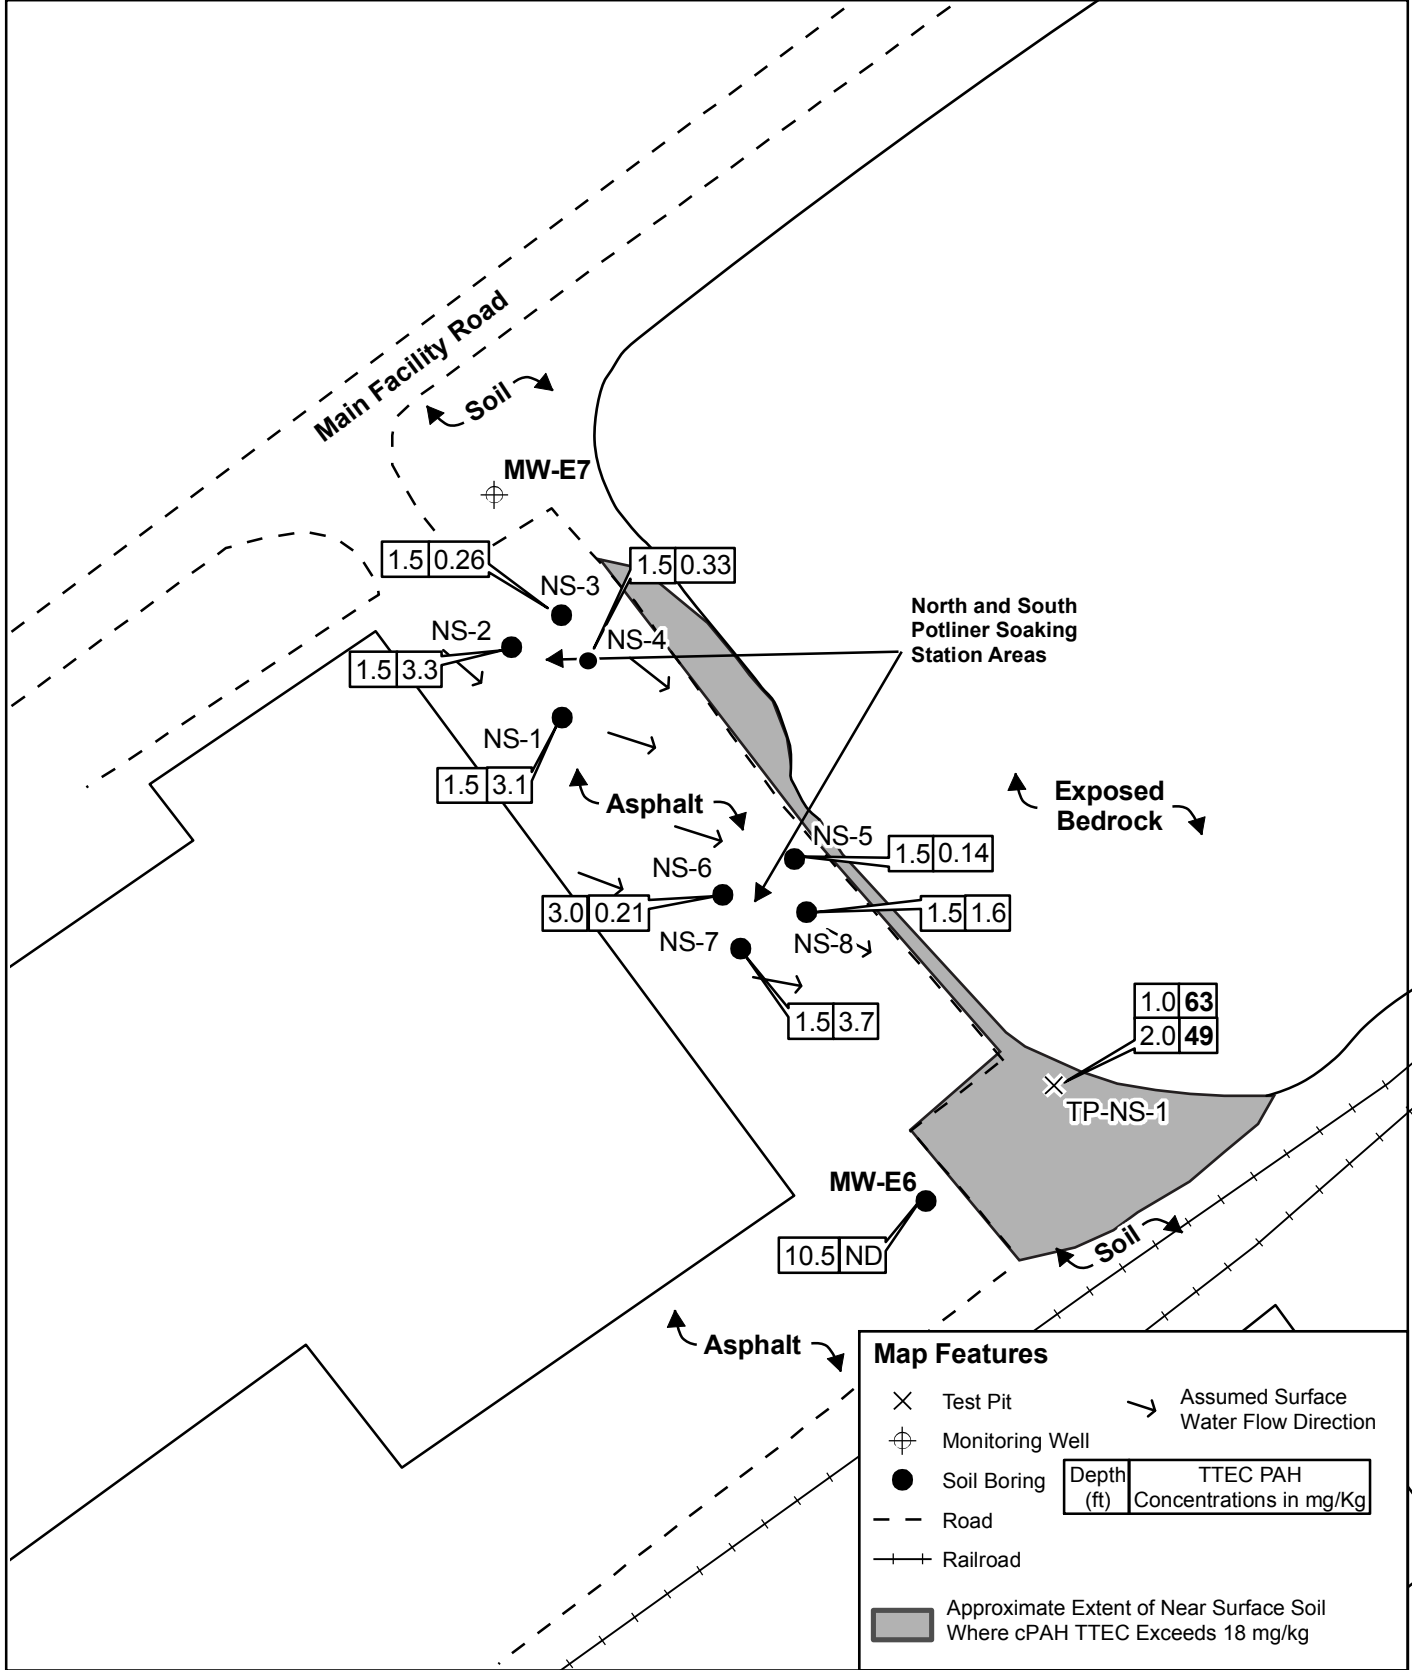 Main Facility Road
Soil
MW-E7
1.5 0.26
1.5 0.33
NS-3
NS-2
NS-4
North and South
Potliner Soaking
Station Areas
1.5 3.3
NS-1
1.5 3.1
Asphalt
Exposed
Bedrock
NS-5
1.5 0.14
NS-6
3.0 0.21
1.5 1.6
NS-7
NS-8
1.5 3.7
1.0 63
2.0 49
TP-NS-1
MW-E6
10.5 ND
Soil
Asphalt
Map Features
Test Pit
Assumed Surface
Water Flow Direction
Monitoring Well
Soil Boring
Depth
(ft)
TTEC PAH
Concentrations in mg/Kg
Road
Railroad
Approximate Extent of Near Surface Soil
Where cPAH TTEC Exceeds 18 mg/kg